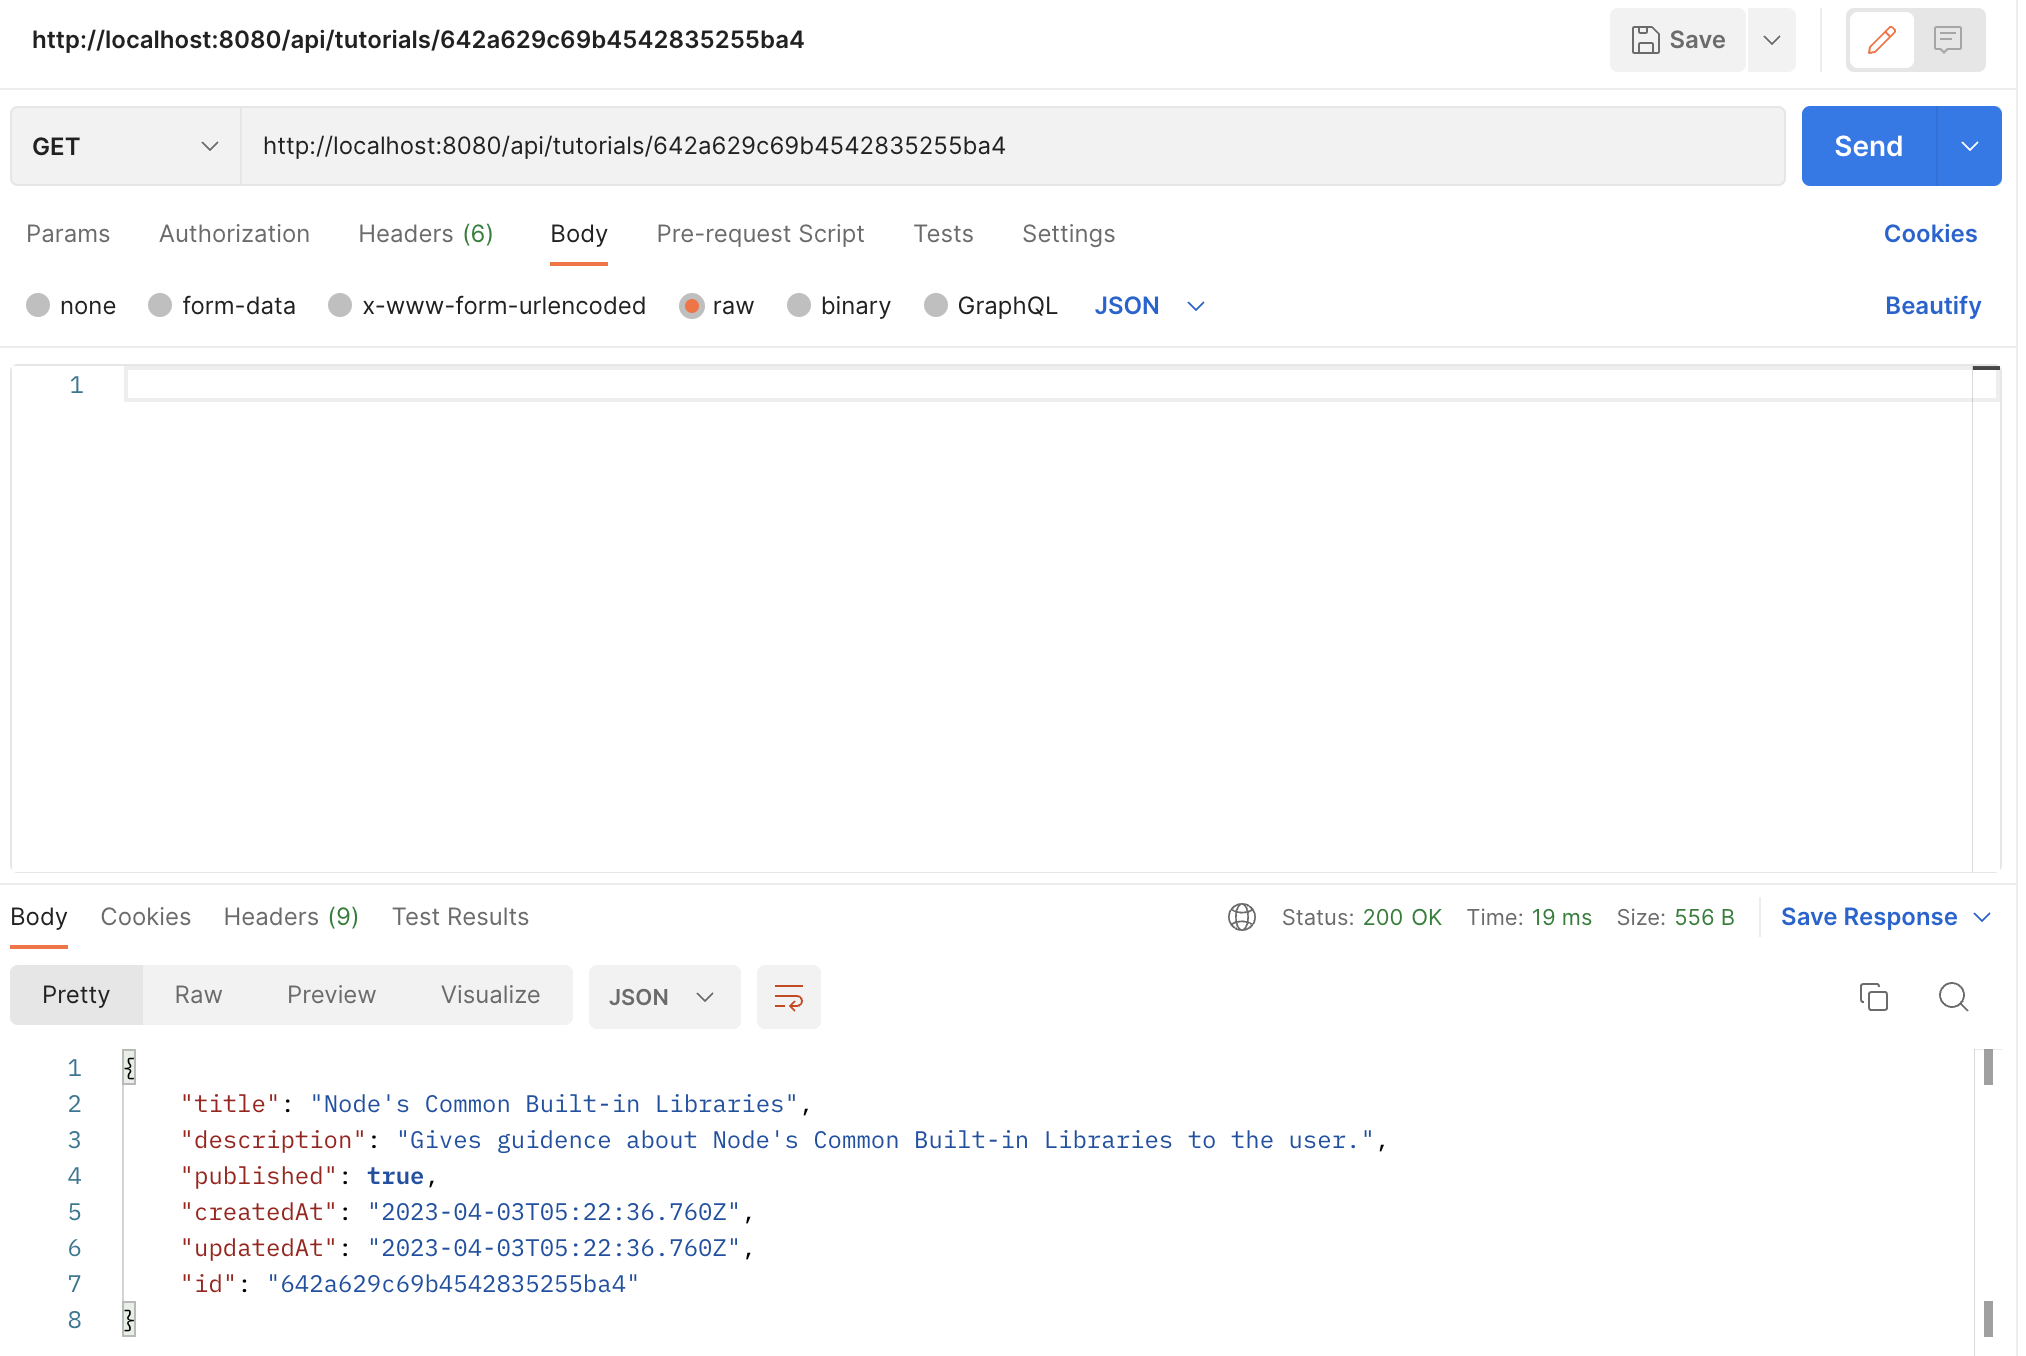 http://localhost:8080/api/tutorials/642a629c69b4542835255ba4 Save
GET http://localhost:8080/api/tutorials/642a629c69b4542835255ba4 Send
Params Authorization Headers (6) Body Pre-request Script Tests Settings Cookies
none form-data x-www-form-urlencoded raw binary GraphQL JSON Beautify
1
Body Cookies Headers (9) Test Results Status: 200 OK Time: 19 ms Size: 556 B Save Response
Pretty Raw Preview Visualize JSON
1 {
2 "title": "Node's Common Built-in Libraries",
3 "description": "Gives guidence about Node's Common Built-in Libraries to the user.",
4 "published": true,
5 "createdAt": "2023-04-03T05:22:36.760Z",
6 "updatedAt": "2023-04-03T05:22:36.760Z",
7 "id": "642a629c69b4542835255ba4"
8 }